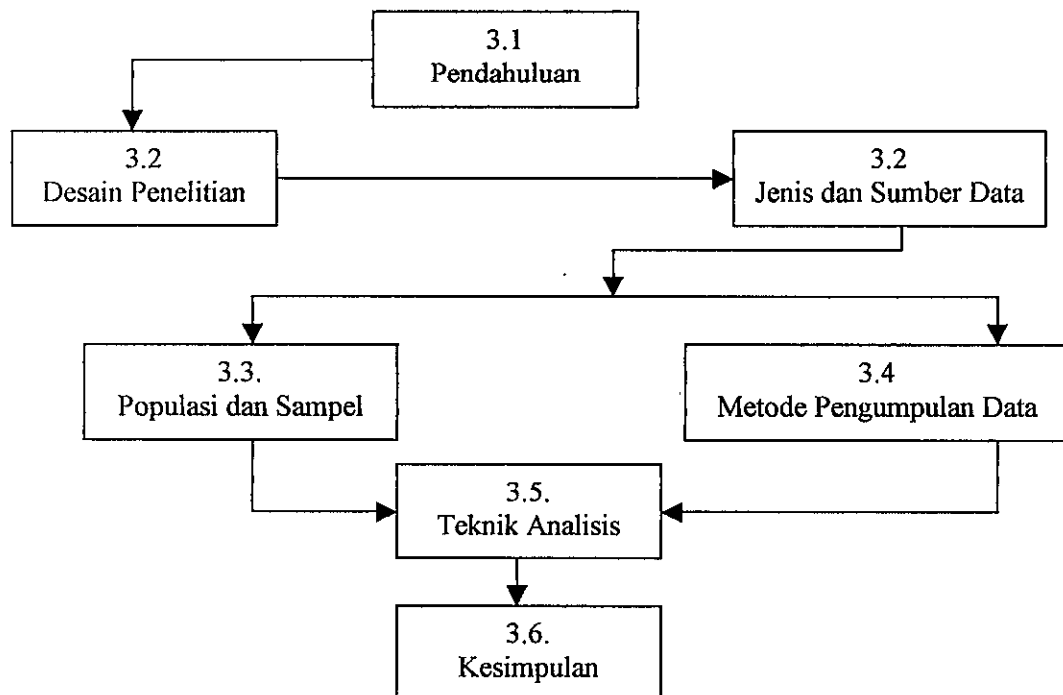 3.1
Pendahuluan
3.2
Desain Penelitian
3.2
Jenis dan Sumber Data
3.3.
Populasi dan Sampel
3.4
Metode Pengumpulan Data
3.5.
Teknik Analisis
3.6.
Kesimpulan